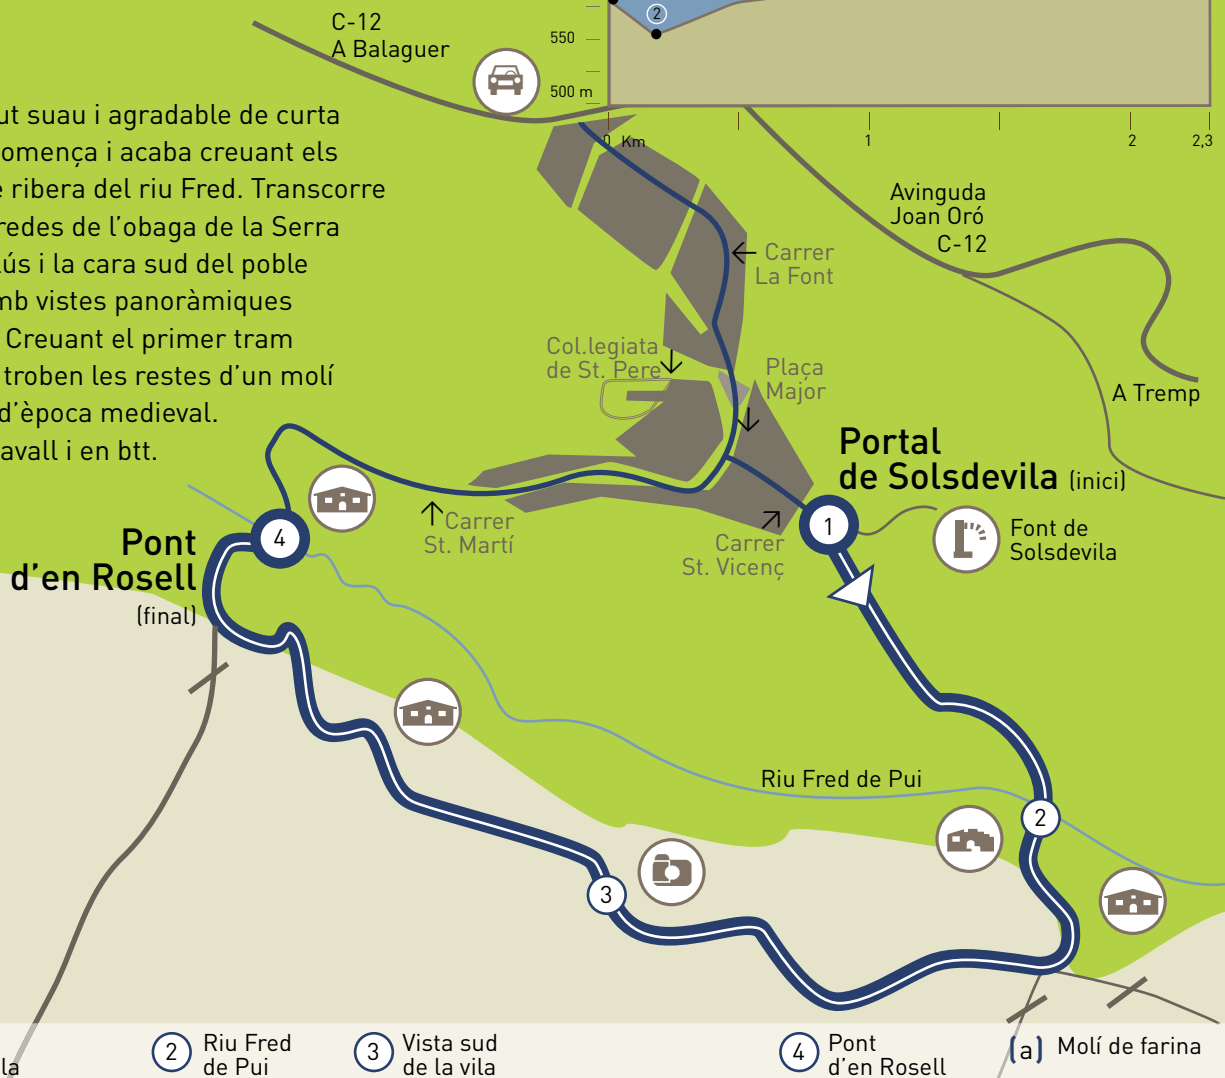 C-12
A Balaguer
2
550
500 m
0 Km
1
2
2,3
ut suau i agradable de curta
omença i acaba creuant els
e ribera del riu Fred. Transcorre
redes de l'obaga de la Serra
lús i la cara sud del poble
mb vistes panoràmiques
Creuant el primer tram
troben les restes d'un molí
d'època medieval.
avall i en btt.
Avinguda
Joan Oró
C-12
A Tremp
Carrer
La Font
Col.legiata
de St. Pere
Plaça
Major
Portal
de Solsdevila (inici)
1
Font de
Solsdevila
Carrer
St. Martí
Carrer
St. Vicenç
4
Pont
d'en Rosell
(final)
Riu Fred de Pui
2
3
la
2 Riu Fred
de Pui
3 Vista sud
de la vila
4 Pont
d'en Rosell
(a) Molí de farina